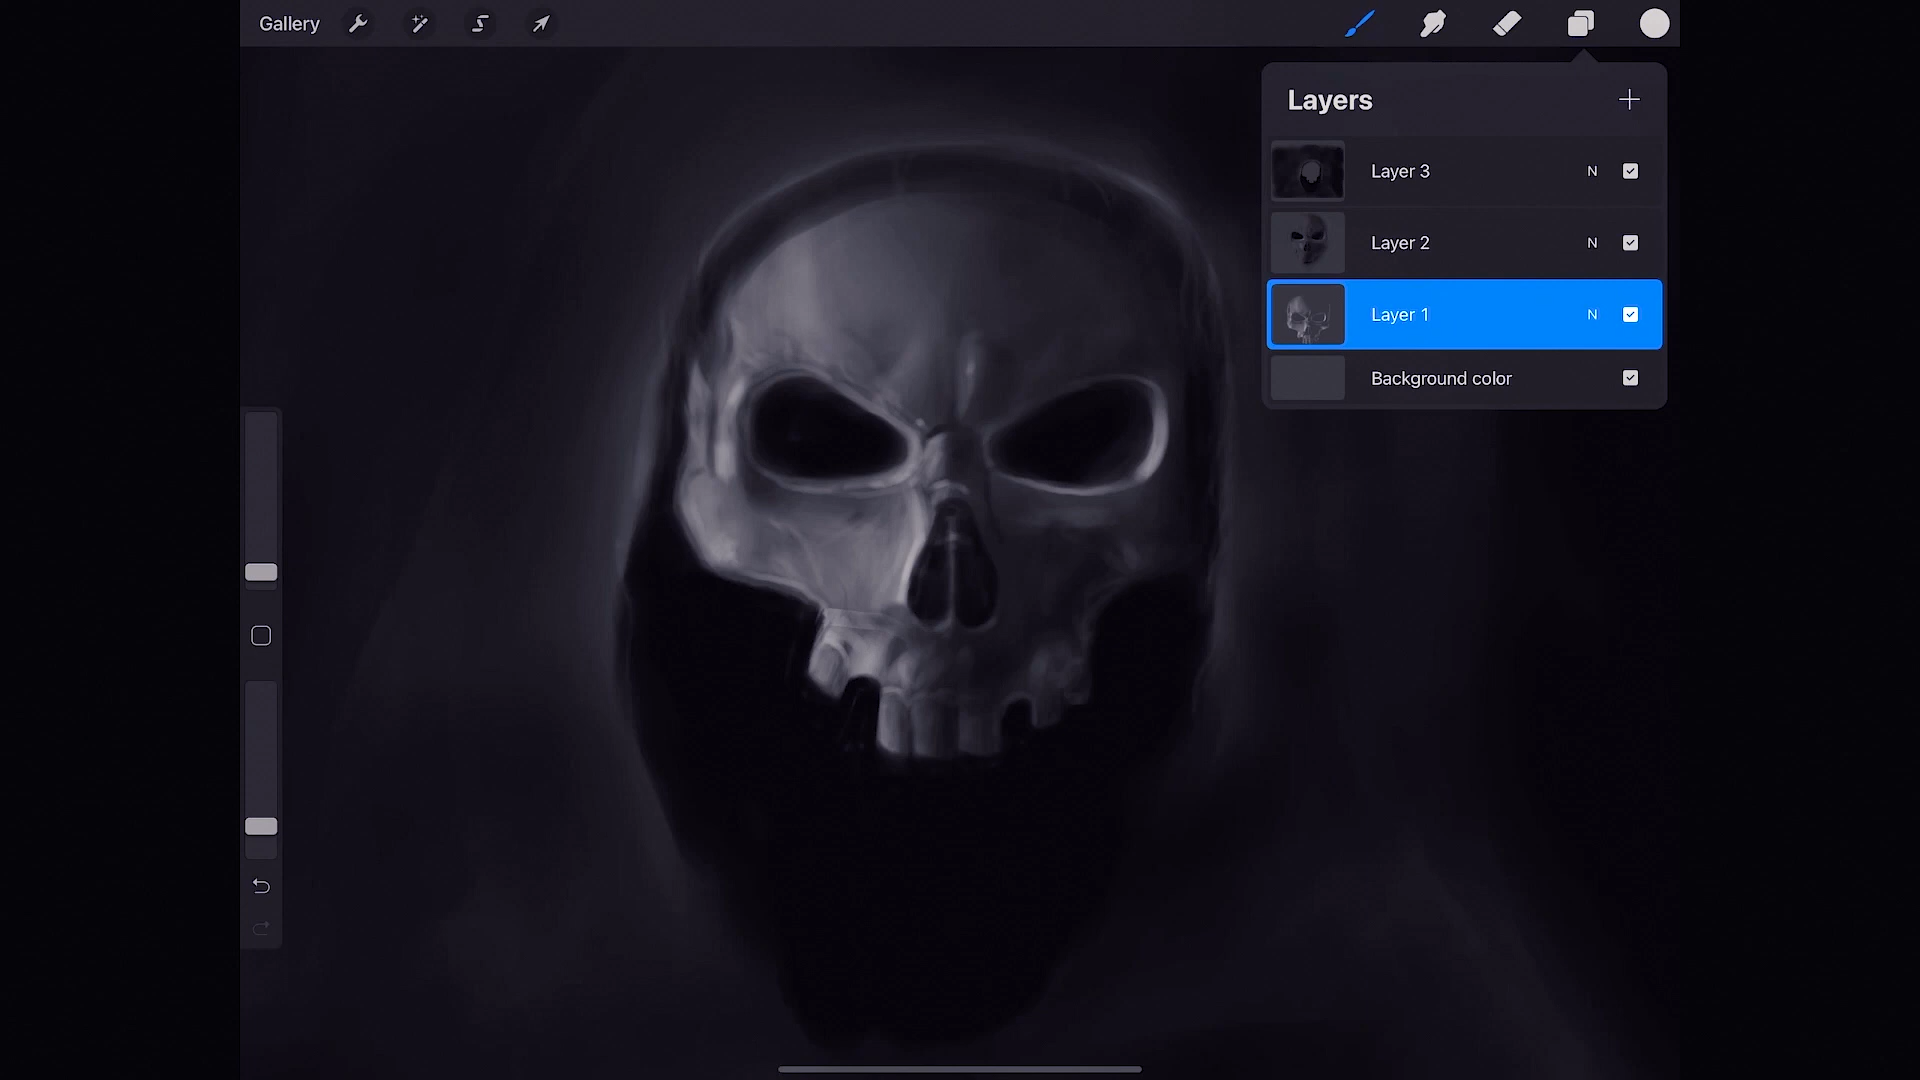 Gallery
Layers
Layer 3 N
Layer 2 N
Layer 1 N
Background color